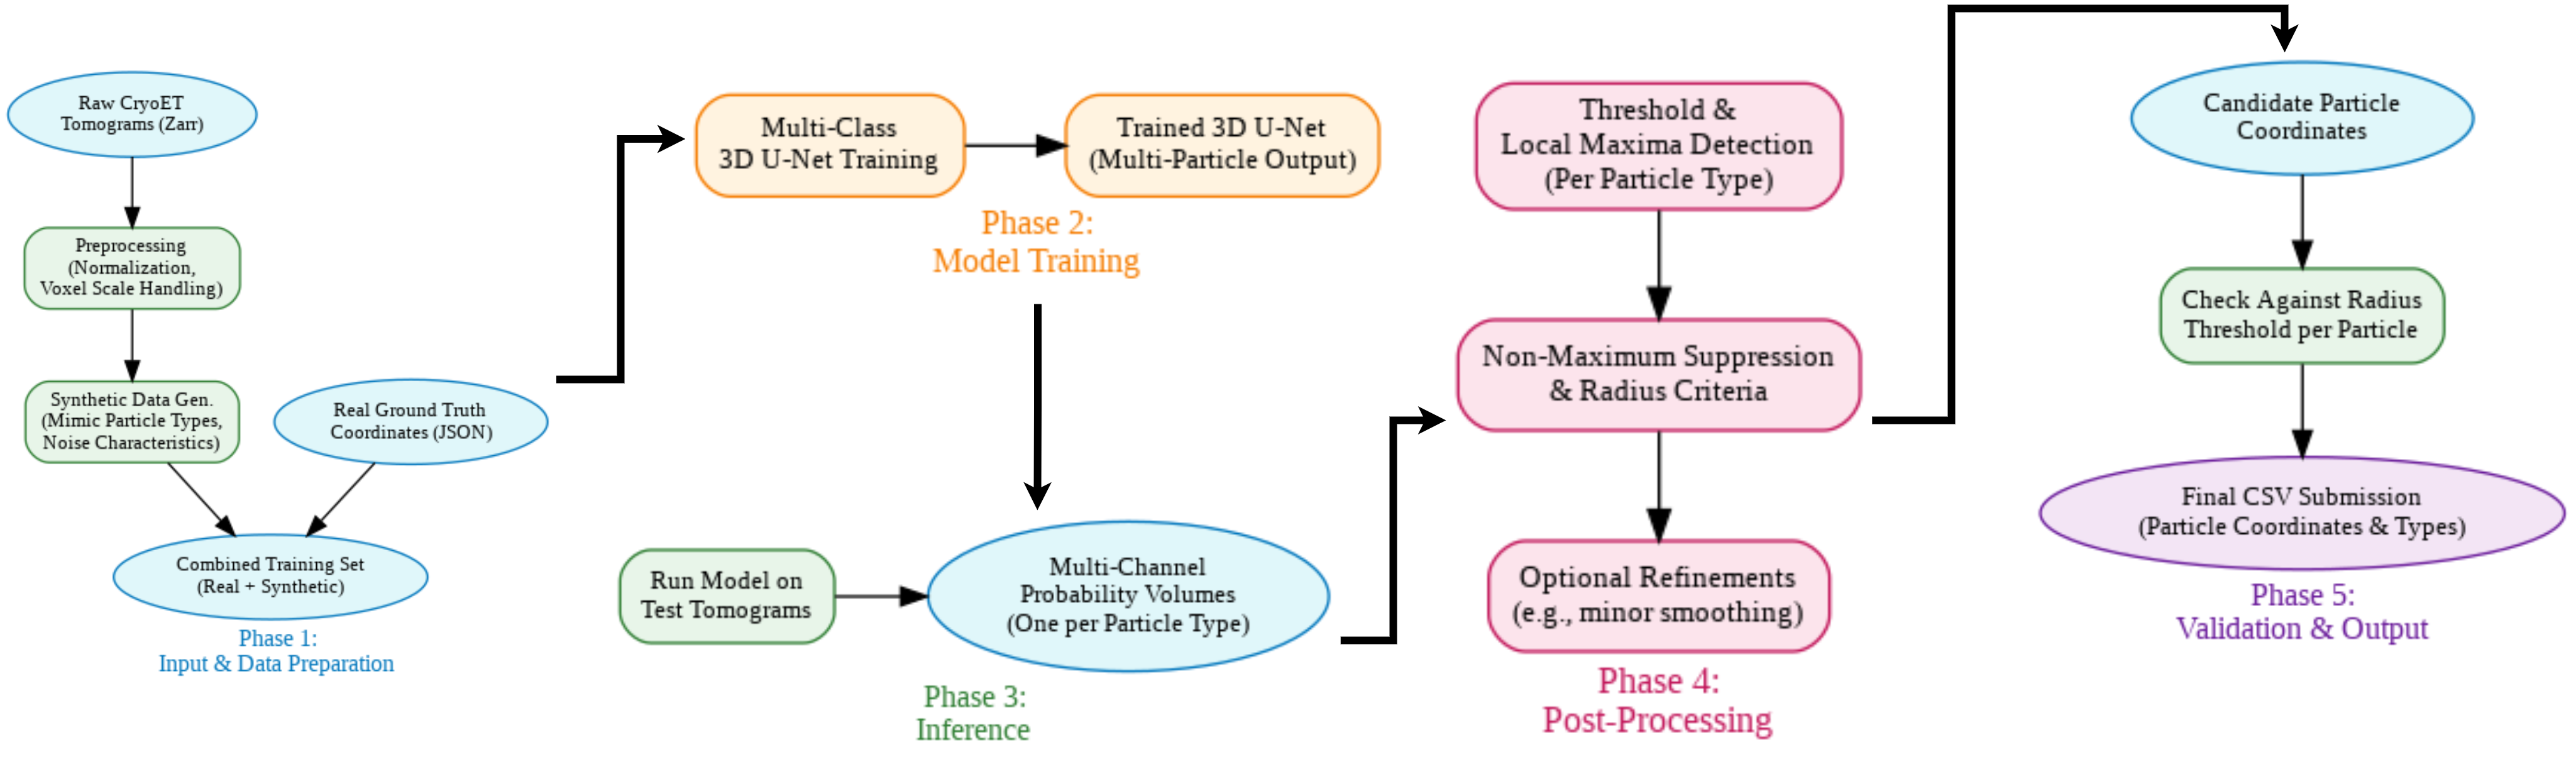 Raw CryoET
Tomograms (Zarr)
Preprocessing
(Normalization,
Voxel Scale Handling)
Synthetic Data Gen.
(Mimic Particle Types,
Noise Characteristics)
Real Ground Truth
Coordinates (JSON)
Combined Training Set
(Real + Synthetic)
Phase 1:
Input & Data Preparation
Multi-Class
3D U-Net Training
Trained 3D U-Net
(Multi-Particle Output)
Phase 2:
Model Training
Run Model on
Test Tomograms
Multi-Channel
Probability Volumes
(One per Particle Type)
Phase 3:
Inference
Threshold &
Local Maxima Detection
(Per Particle Type)
Non-Maximum Suppression
& Radius Criteria
Optional Refinements
(e.g., minor smoothing)
Phase 4:
Post-Processing
Candidate Particle
Coordinates
Check Against Radius
Threshold per Particle
Final CSV Submission
(Particle Coordinates & Types)
Phase 5:
Validation & Output